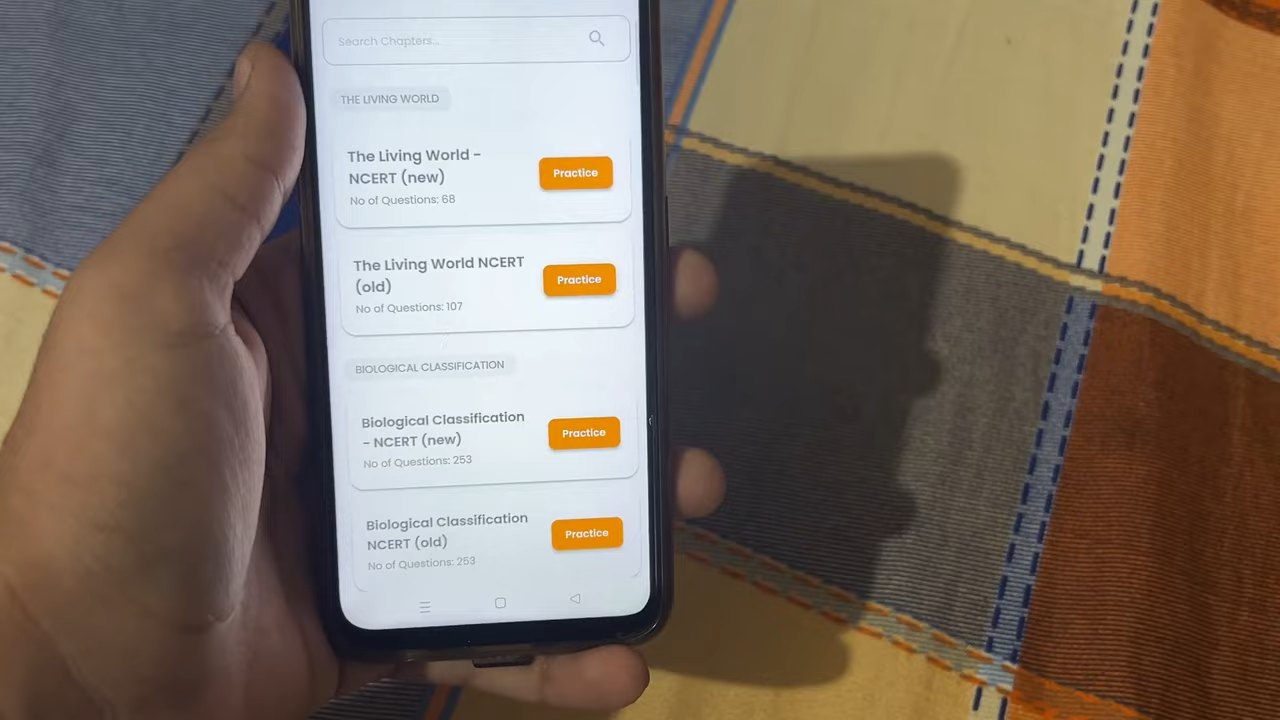 Search Chapters...
THE LIVING WORLD
The Living World -
NCERT (new)
Practice
No of Questions: 68
The Living World NCERT
(old)
Practice
No of Questions: 107
BIOLOGICAL CLASSIFICATION
Biological Classification
- NCERT (new)
Practice
No of Questions: 253
Biological Classification
NCERT (old)
Practice
No of Questions: 253